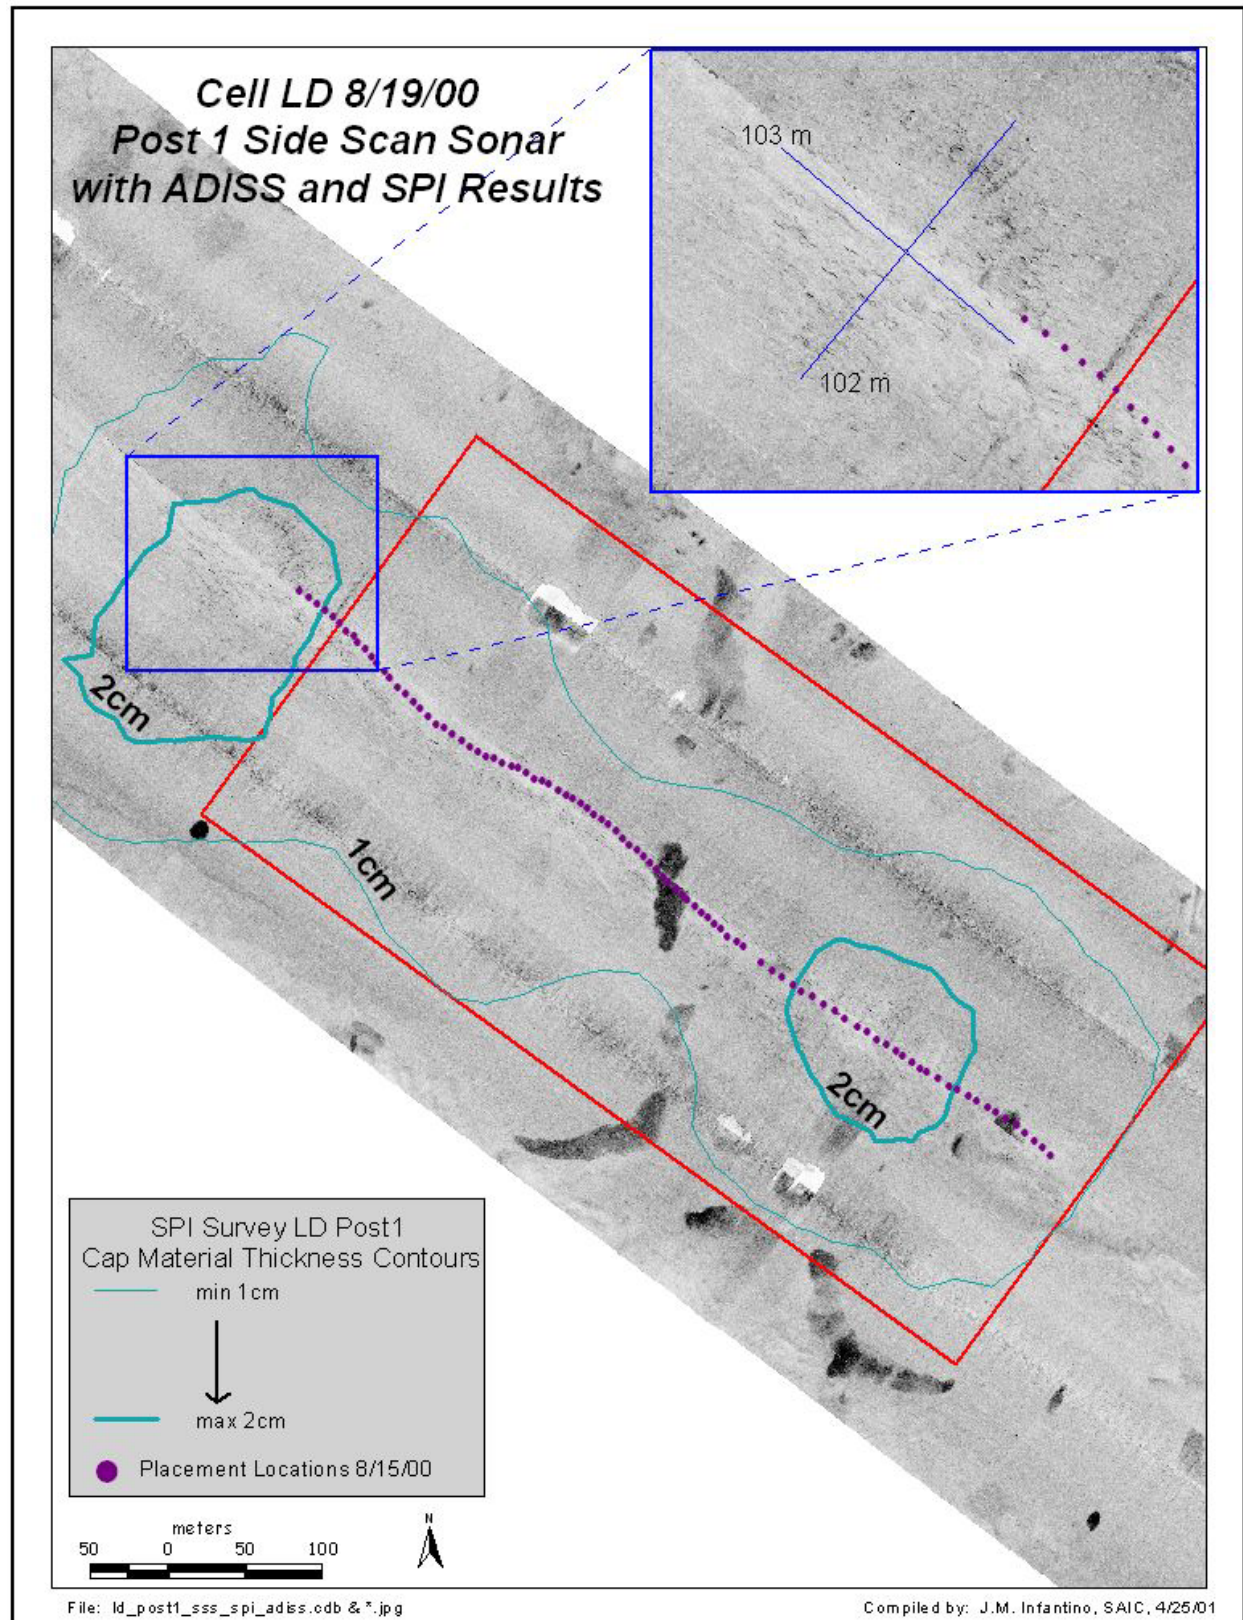 Cell LD 8/19/00
Post 1 Side Scan Sonar
with ADISS and SPI Results
103 m
102 m
2cm
1cm
2cm
SPI Survey LD Post1
Cap Material Thickness Contours
min 1cm
max 2cm
Placement Locations 8/15/00
meters
50 0 50 100
N
File: ld_post1_sss_spi_adiss.cdb & *.jpg
Compiled by: J.M. Infantino, SAIC, 4/25/01